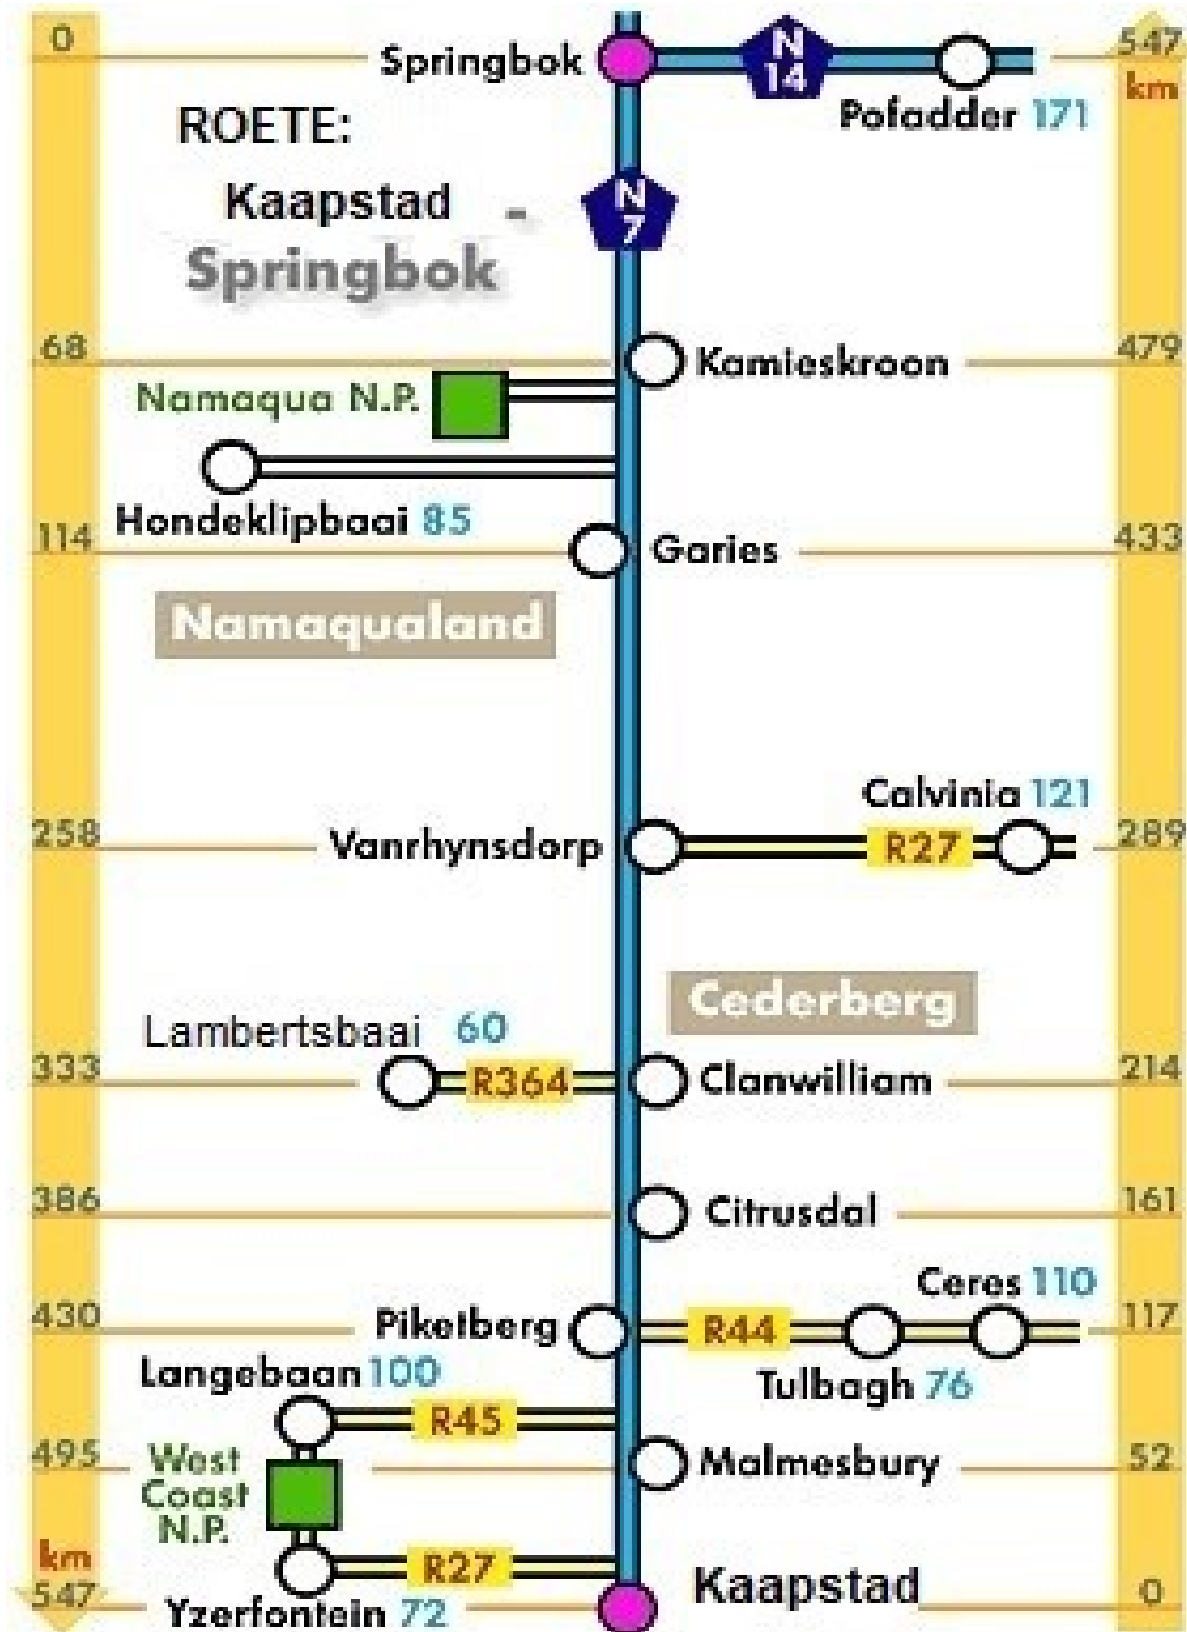 0
Springbok
N
14
547
km
Pofadder 171
ROETE:
Kaapstad -
Springbok
N
7
68
Kamieskroon
479
Namaqua N.P.
Hondeklipbaai 85
114
Garies
433
Namaqualand
Calvinia 121
258
Vanrhynsdorp
R27
289
Cederberg
Lambertsbaai 60
333
R364
Clanwilliam
214
386
Citrusdal
161
Ceres 110
430
Piketberg
R44
117
Langebaan 100
Tulbagh 76
R45
495
West
Coast
N.P.
Malmesbury
52
km
R27
547
Yzerfontein 72
Kaapstad
0